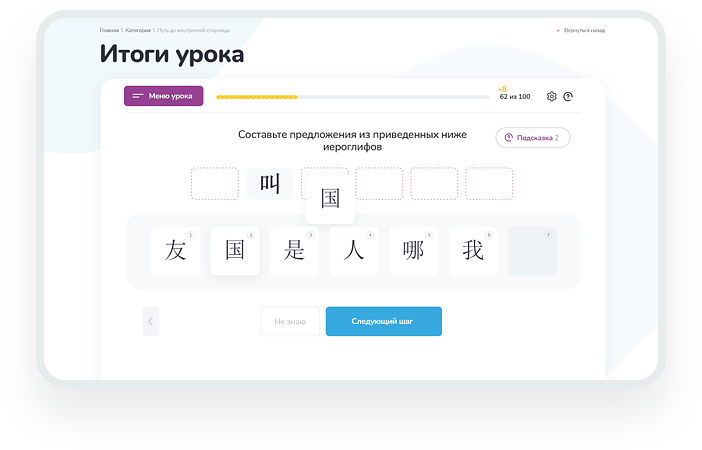 Главная \ Категория \ Путь до внутренней старницы
Вернуться назад
Итоги урока
Меню урока
+8
62 из 100
Составьте предложения из приведенных ниже
иероглифов
Подсказка 2
叫
国
友 1
国 2
是 3
人 4
哪 5
我 6
7
Не знаю
Следующий шаг